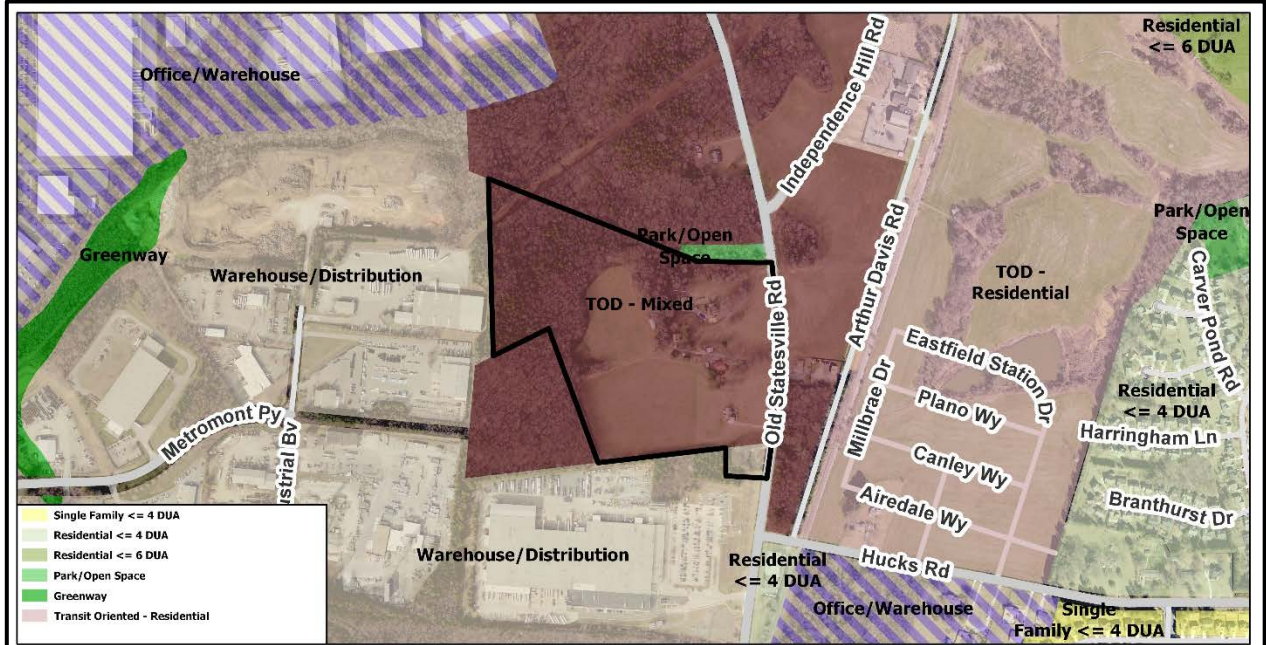 Residential
<= 6 DUA
Office/Warehouse
Independence Hill Rd
Park/Open
Space
Greenway
Warehouse/Distribution
Park/Open
Space
TOD - Mixed
Old Statesville Rd
Arthur Davis Rd
TOD -
Residential
Carver Pond Rd
Millbrae Dr
Eastfield Station Dr
Plano Wy
Residential
<= 4 DUA
Harringham Ln
Metromont Py
ustrial Bv
Canley Wy
Airedale Wy
Branthurst Dr
Warehouse/Distribution
Residential
<= 4 DUA
Hucks Rd
Office/Warehouse
Single
Family <= 4 DUA
Single Family <= 4 DUA
Residential <= 4 DUA
Residential <= 6 DUA
Park/Open Space
Greenway
Transit Oriented - Residential